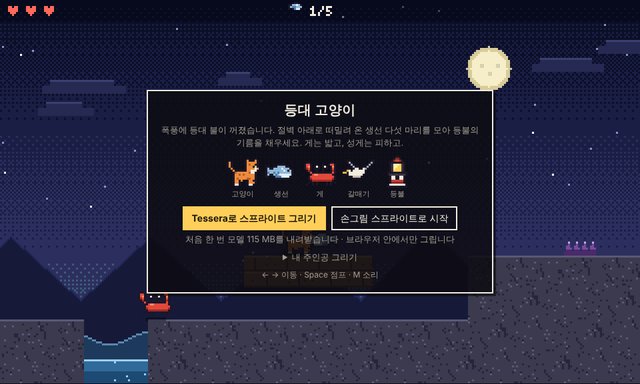 1/5
등대 고양이
폭풍에 등대 불이 꺼졌습니다. 절벽 아래로 떠밀려 온 생선 다섯 마리를 모아 등불의
기름을 채우세요. 게는 밟고, 성게는 피하고.
고양이 생선 게 갈매기 등불
Tessera로 스프라이트 그리기 손그림 스프라이트로 시작
처음 한 번 모델 115 MB를 내려받습니다 · 브라우저 안에서만 그립니다
▶ 내 주인공 그리기
← → 이동 · Space 점프 · M 소리